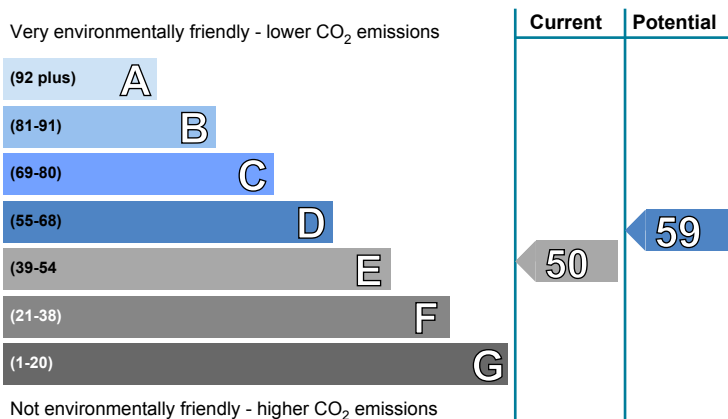 Very environmentally friendly - lower CO2 emissions
Current
Potential
(92 plus) A
(81-91) B
(69-80) C
(55-68) D
(39-54 E
(21-38) F
(1-20) G
50
59
Not environmentally friendly - higher CO2 emissions